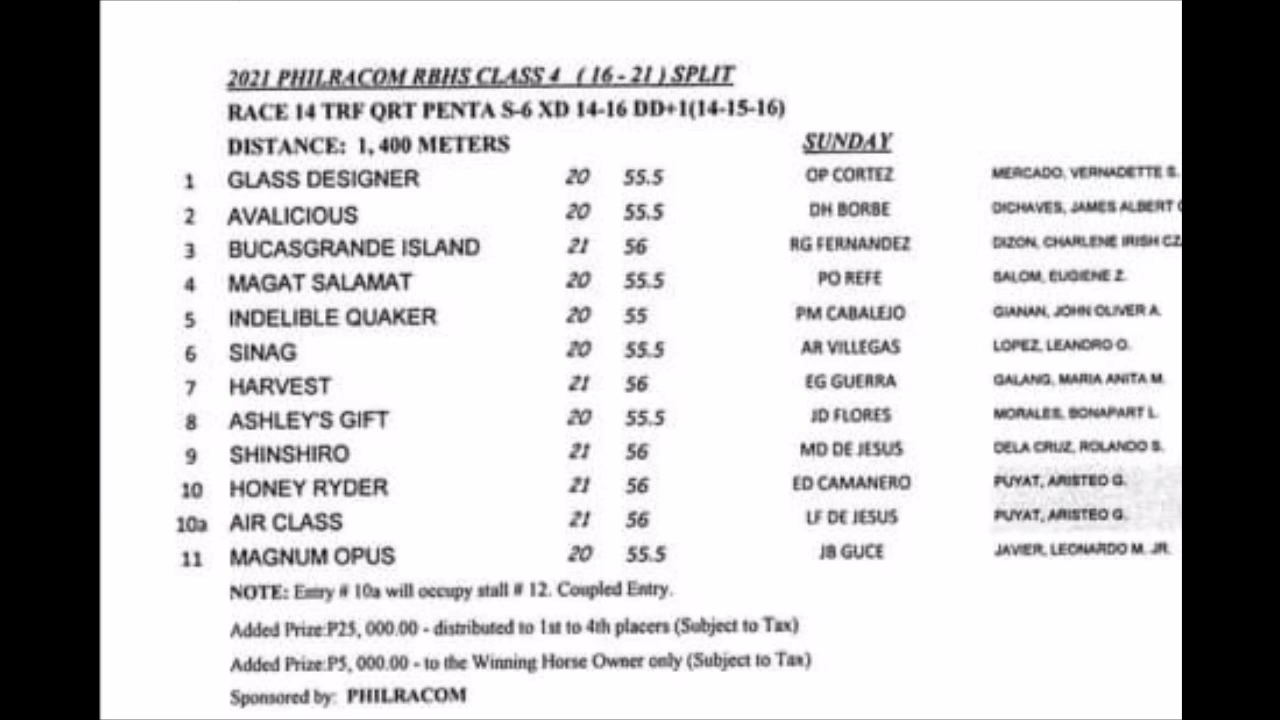 2021 PHILRACOM RBHS CLASS 4 ( 16 - 21 ) SPLIT
RACE 14 TRF QRT PENTA S-6 XD 14-16 DD+1(14-15-16)
DISTANCE: 1, 400 METERS SUNDAY
1 GLASS DESIGNER 20 55.5 OP CORTEZ MERCADO, VERNADETTE S.
2 AVALICIOUS 20 55.5 DH BORBE DICHAVES, JAMES ALBERT
3 BUCASGRANDE ISLAND 21 56 RG FERNANDEZ DIZON, CHARLENE IRISH CZ
4 MAGAT SALAMAT 20 55.5 PO REFE SALOM, EUGIENE Z.
5 INDELIBLE QUAKER 20 55 PM CABALEJO GIANAN, JOHN OLIVER A.
6 SINAG 20 55.5 AR VILLEGAS LOPEZ, LEANDRO O.
7 HARVEST 21 56 EG GUERRA GALANG, MARIA ANITA M.
8 ASHLEY'S GIFT 20 55.5 JD FLORES MORALES, BONAPART L.
9 SHINSHIRO 21 56 MD DE JESUS DELA CRUZ, ROLANDO S.
10 HONEY RYDER 21 56 ED CAMANERO PUYAT, ARISTEO G.
10a AIR CLASS 21 56 LF DE JESUS PUYAT, ARISTEO G.
11 MAGNUM OPUS 20 55.5 JB GUCE JAVIER, LEONARDO M. JR.
NOTE: Entry # 10a will occupy stall # 12. Coupled Entry.
Added Prize:P25, 000.00 - distributed to 1st to 4th placers (Subject to Tax)
Added Prize:P5, 000.00 - to the Winning Horse Owner only (Subject to Tax)
Sponsored by: PHILRACOM